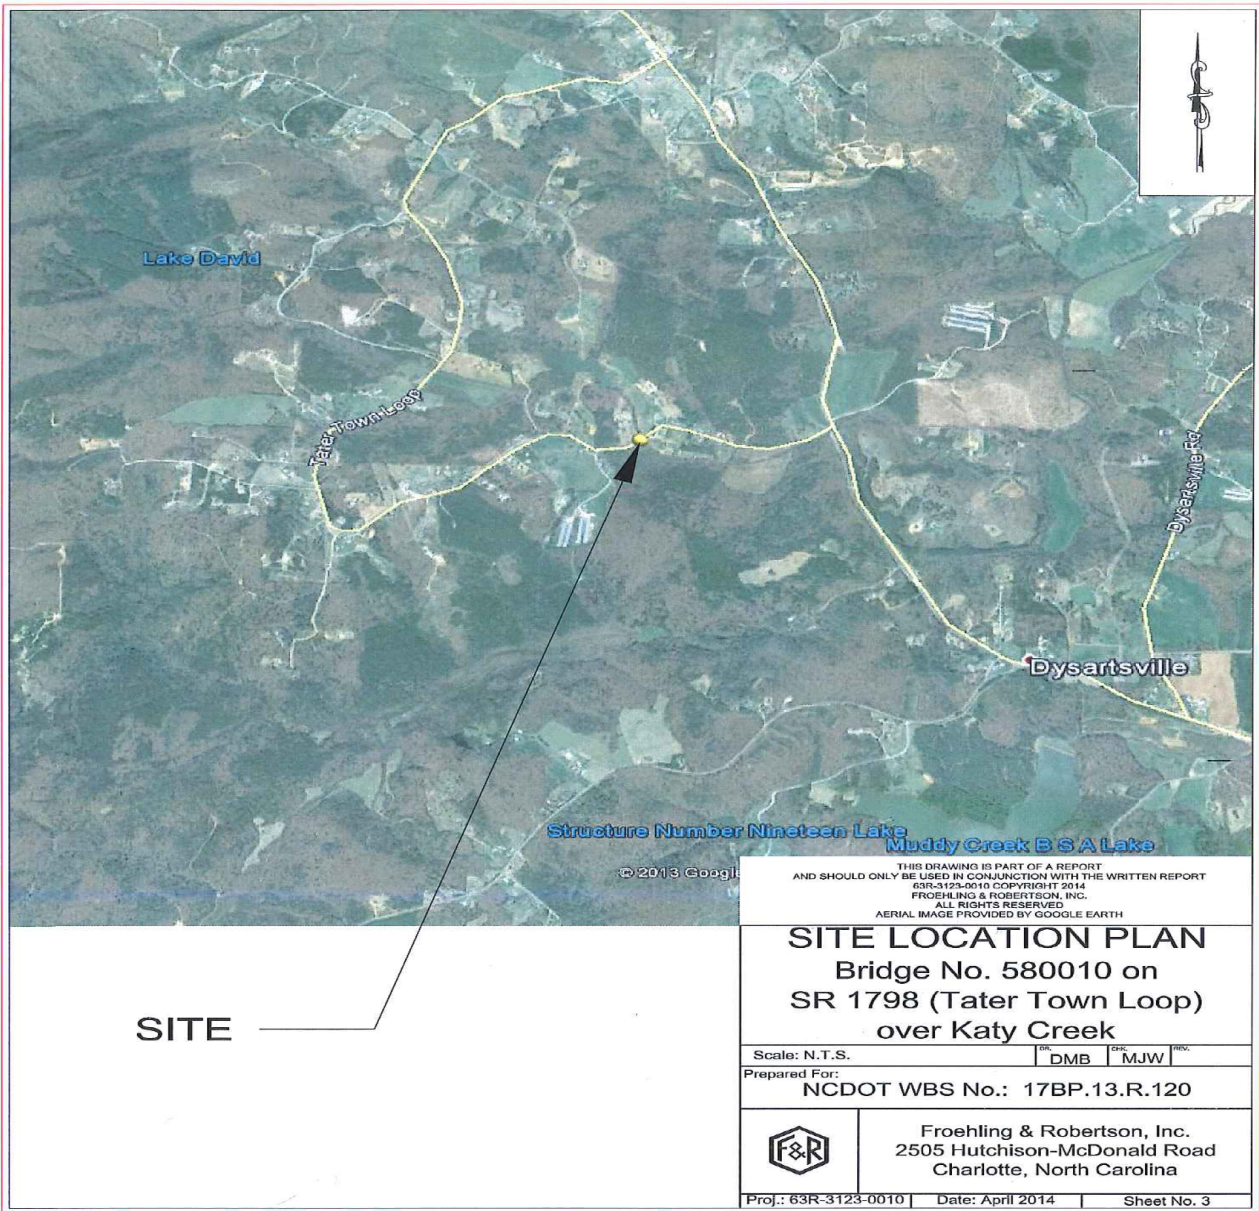 Lake David
Tater Town Loop
Dysartsville Rd
Dysartsville
Structure Number Nineteen Lake
Muddy Creek B S A Lake
© 2013 Google
THIS DRAWING IS PART OF A REPORT
AND SHOULD ONLY BE USED IN CONJUNCTION WITH THE WRITTEN REPORT
63R-3123-0010 COPYRIGHT 2014
FROEHLING & ROBERTSON, INC.
ALL RIGHTS RESERVED
AERIAL IMAGE PROVIDED BY GOOGLE EARTH
SITE LOCATION PLAN
Bridge No. 580010 on
SR 1798 (Tater Town Loop)
over Katy Creek
SITE
Scale: N.T.S. DR. DMB CHK. MJW REV.
Prepared For:
NCDOT WBS No.: 17BP.13.R.120
F&R
Froehling & Robertson, Inc.
2505 Hutchison-McDonald Road
Charlotte, North Carolina
Proj.: 63R-3123-0010 Date: April 2014 Sheet No. 3